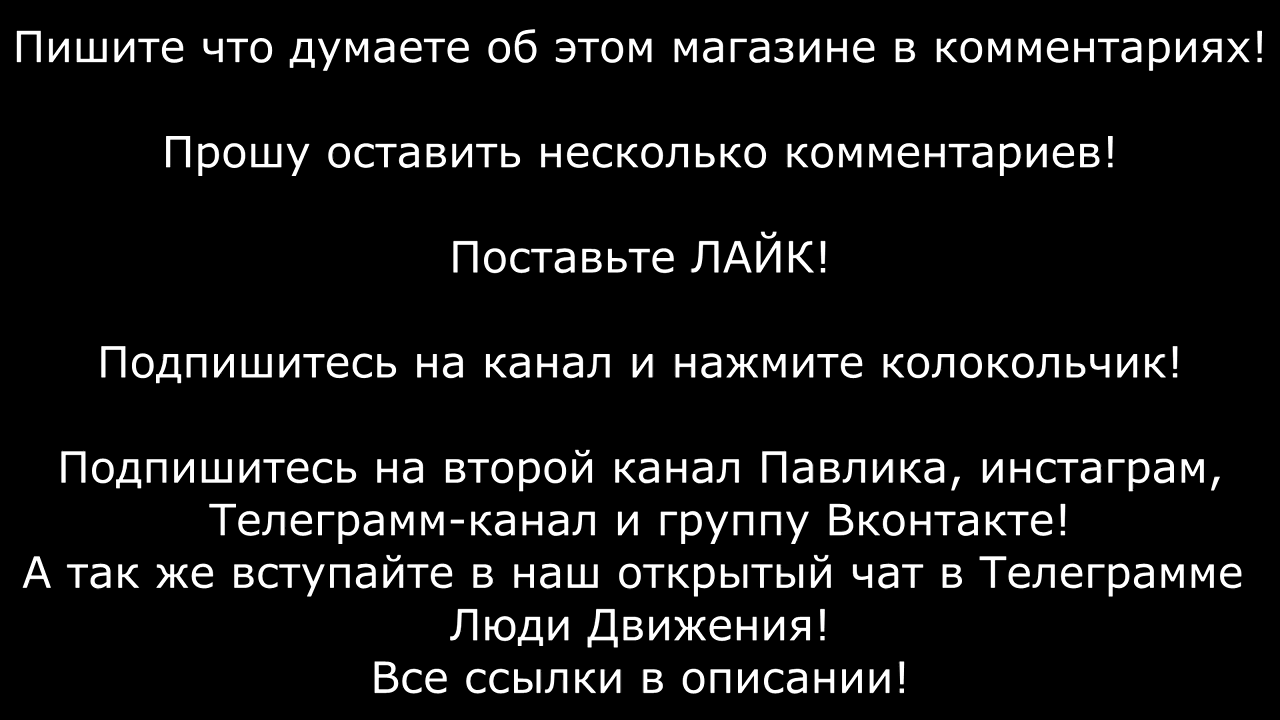 Пишите что думаете об этом магазине в комментариях!
Прошу оставить несколько комментариев!
Поставьте ЛАЙК!
Подпишитесь на канал и нажмите колокольчик!
Подпишитесь на второй канал Павлика, инстаграм,
Телеграмм-канал и группу Вконтакте!
А так же вступайте в наш открытый чат в Телеграмме
Люди Движения!
Все ссылки в описании!